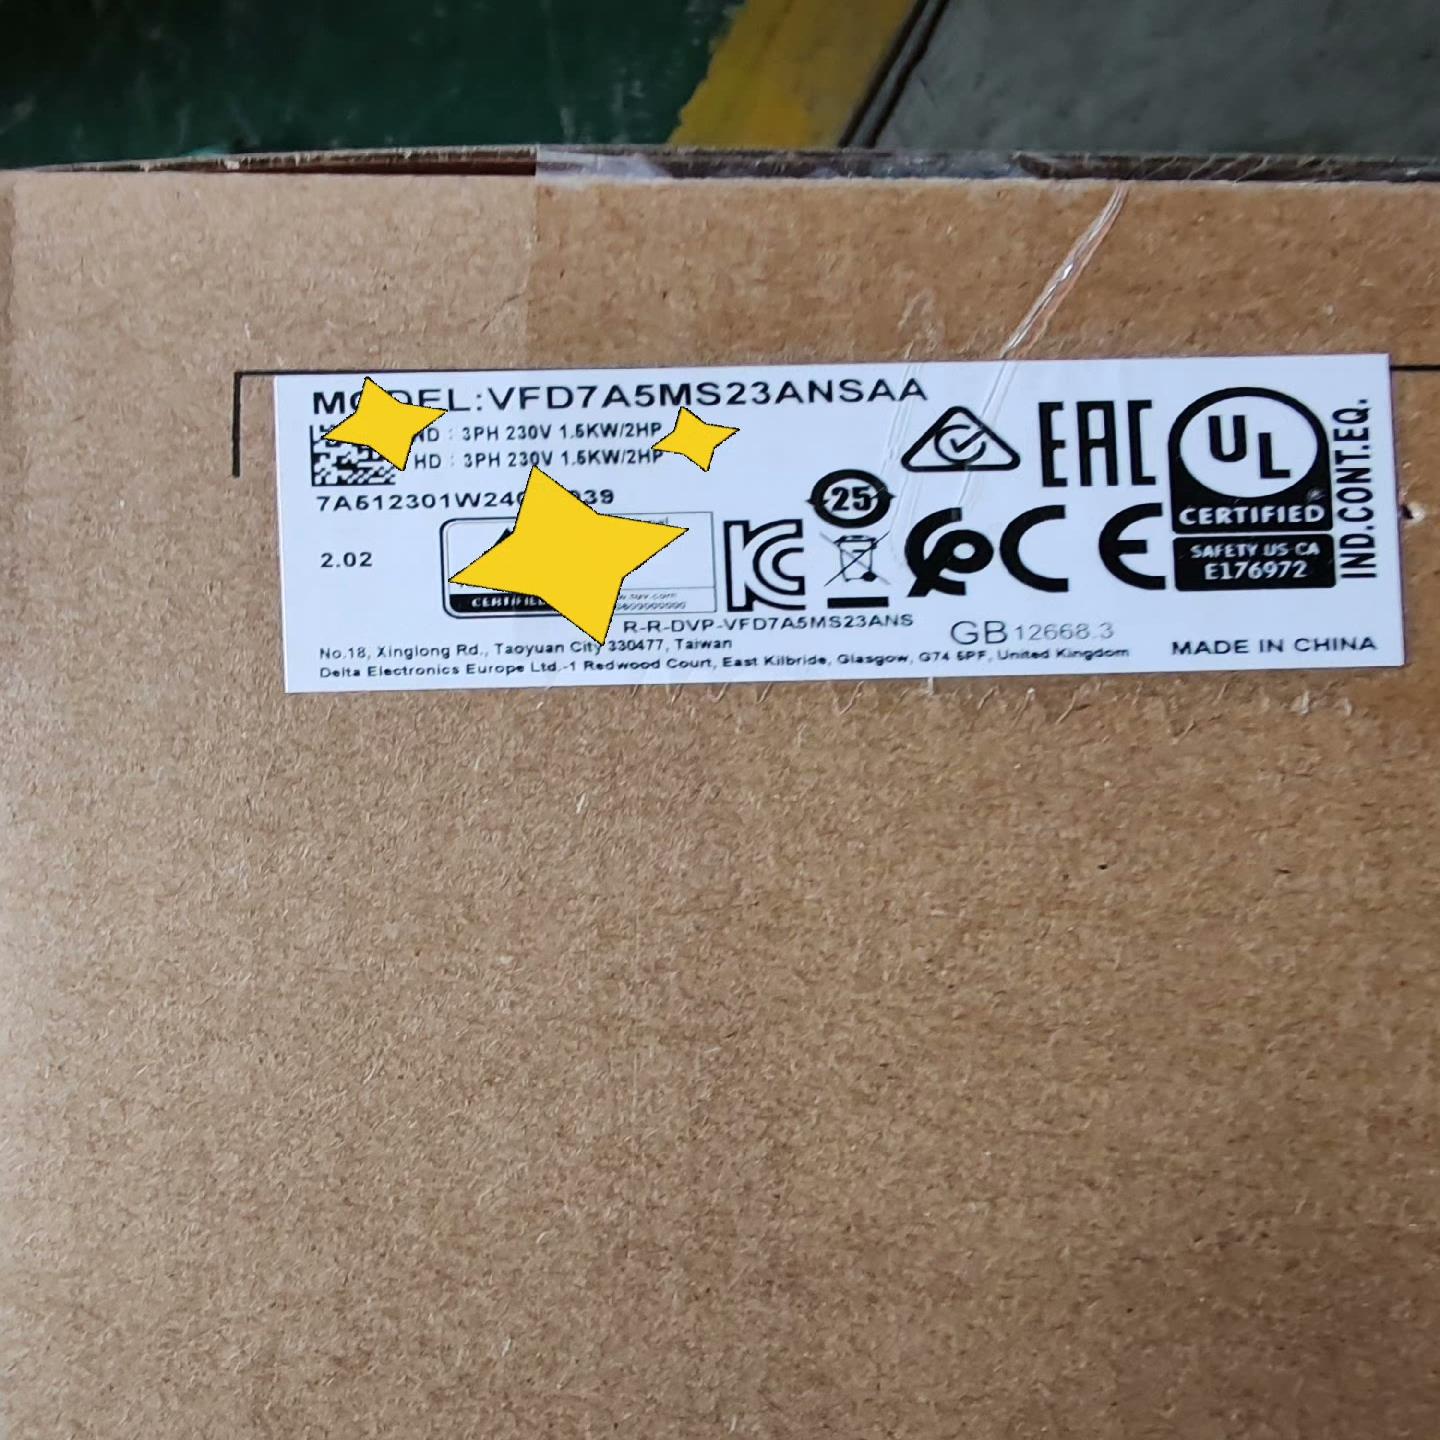 MODEL:VFD7A5MS23ANSAA
ND : 3PH 230V 1.5KW/2HP
HD : 3PH 230V 1.5KW/2HP
2.02
CERTIFIED
25
EAC
UL
CERTIFIED
SAFETY US CA
E176972
IND.CONT.EQ.
CE
R-R-DVP-VFD7A5MS23ANS
GB12668.3
No.18, Xinglong Rd., Taoyuan City 330477, Taiwan
MADE IN CHINA
Delta Electronics Europe Ltd.-1 Redwood Court, East Kilbride, Glasgow, G74 5PF, United Kingdom